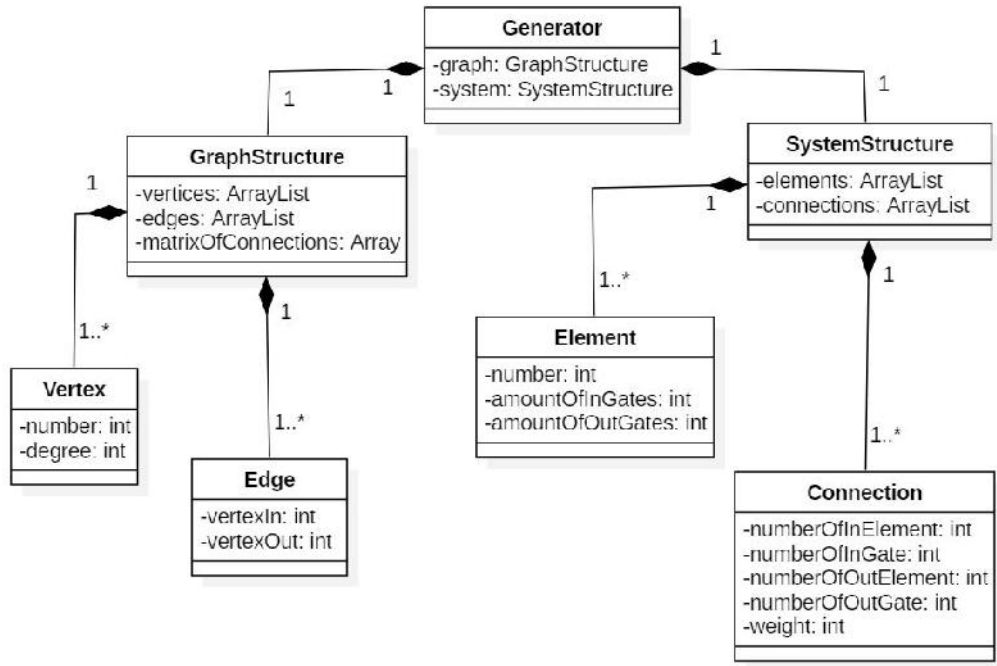 Generator
-graph: GraphStructure
-system: SystemStructure
1
1
1
1
GraphStructure
-vertices: ArrayList
-edges: ArrayList
-matrixOfConnections: Array
SystemStructure
-elements: ArrayList
-connections: ArrayList
1
1
1
1
1..*
1..*
1..*
1..*
Vertex
-number: int
-degree: int
Edge
-vertexIn: int
-vertexOut: int
Element
-number: int
-amountOfInGates: int
-amountOfOutGates: int
Connection
-numberOfInElement: int
-numberOfInGate: int
-numberOfOutElement: int
-numberOfOutGate: int
-weight: int